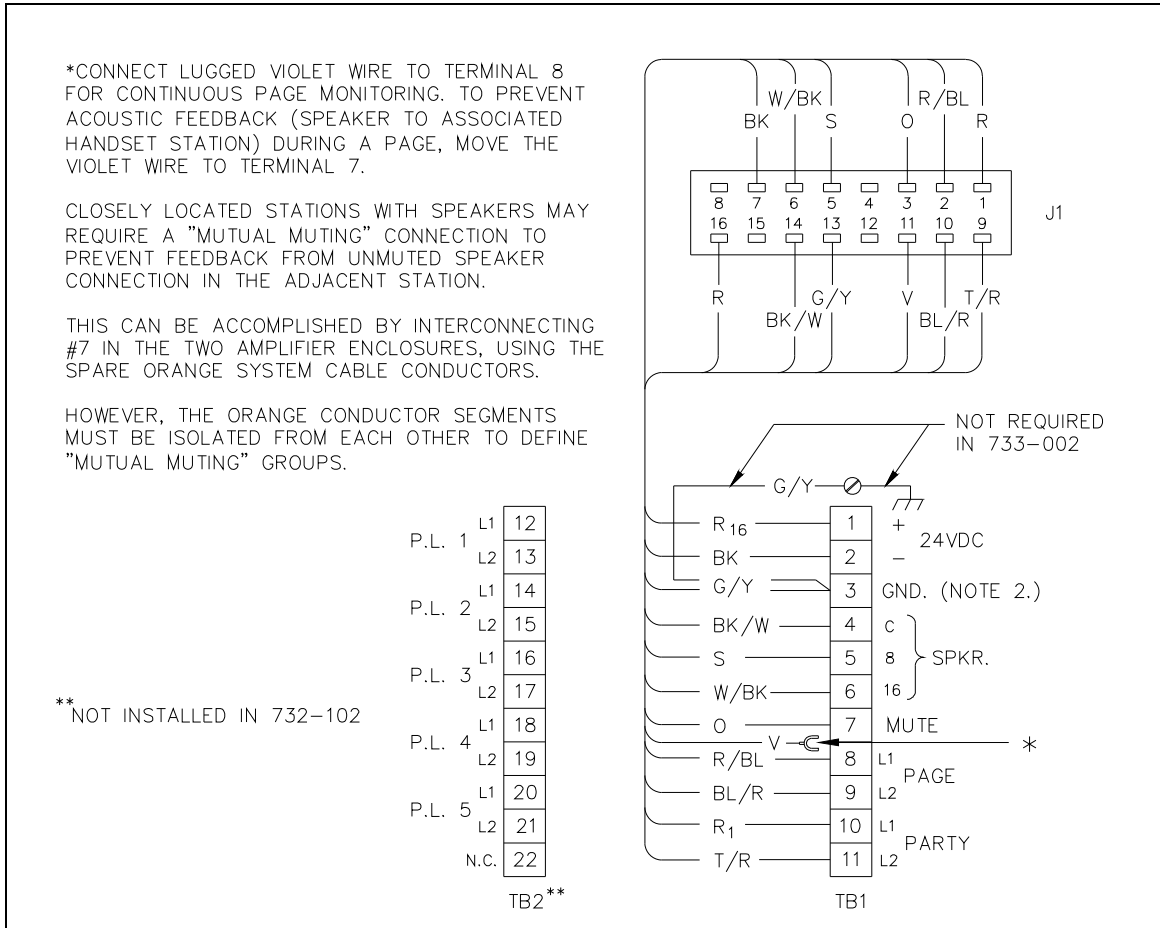 *CONNECT LUGGED VIOLET WIRE TO TERMINAL 8
FOR CONTINUOUS PAGE MONITORING. TO PREVENT
ACOUSTIC FEEDBACK (SPEAKER TO ASSOCIATED
HANDSET STATION) DURING A PAGE, MOVE THE
VIOLET WIRE TO TERMINAL 7.
CLOSELY LOCATED STATIONS WITH SPEAKERS MAY
REQUIRE A "MUTUAL MUTING" CONNECTION TO
PREVENT FEEDBACK FROM UNMUTED SPEAKER
CONNECTION IN THE ADJACENT STATION.
THIS CAN BE ACCOMPLISHED BY INTERCONNECTING
#7 IN THE TWO AMPLIFIER ENCLOSURES, USING THE
SPARE ORANGE SYSTEM CABLE CONDUCTORS.
HOWEVER, THE ORANGE CONDUCTOR SEGMENTS
MUST BE ISOLATED FROM EACH OTHER TO DEFINE
"MUTUAL MUTING" GROUPS.
W/BK R/BL
BK S O R
8 7 6 5 4 3 2 1
16 15 14 13 12 11 10 9
J1
R G/Y V T/R
BK/W BL/R
NOT REQUIRED
IN 733-002
G/Y
R16 1 +
24VDC
BK 2 -
G/Y 3 GND. (NOTE 2.)
BK/W 4 C
S 5 8 SPKR.
W/BK 6 16
O 7 MUTE
V *
R/BL 8 L1
PAGE
BL/R 9 L2
R1 10 L1
PARTY
T/R 11 L2
TB1
P.L. 1 L1 12
L2 13
P.L. 2 L1 14
L2 15
P.L. 3 L1 16
L2 17
P.L. 4 L1 18
L2 19
P.L. 5 L1 20
L2 21
N.C. 22
TB2**
**NOT INSTALLED IN 732-102